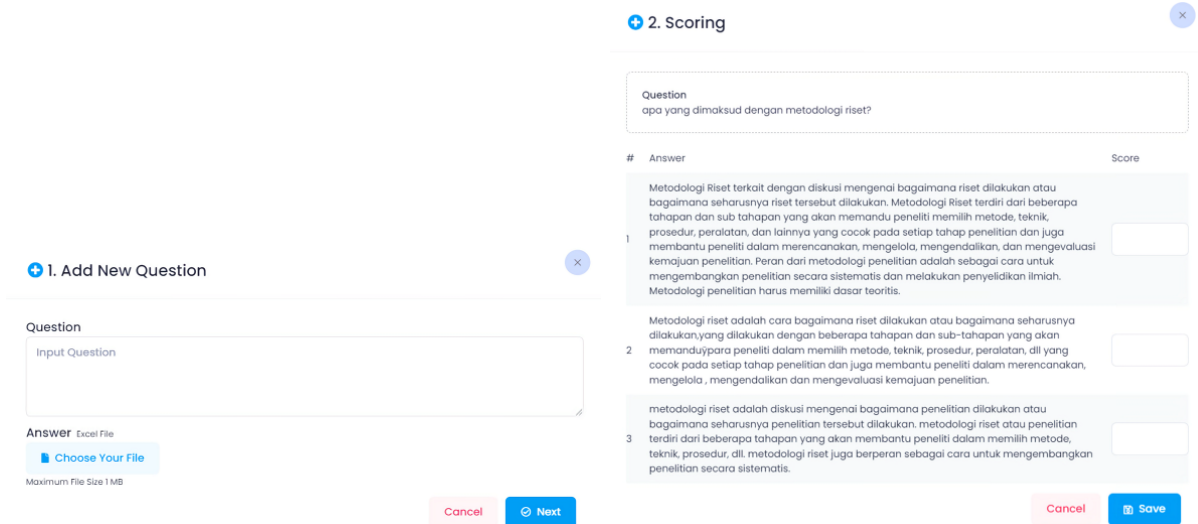 1. Add New Question
×
Question
Input Question
Answer Excel File
Choose Your File
Maximum File Size 1 MB
Cancel
Next
2. Scoring
×
Question
apa yang dimaksud dengan metodologi riset?
# Answer Score
Metodologi Riset terkait dengan diskusi mengenai bagaimana riset dilakukan atau
bagaimana seharusnya riset tersebut dilakukan. Metodologi Riset terdiri dari beberapa
tahapan dan sub tahapan yang akan memandu peneliti memilih metode, teknik,
1 prosedur, peralatan, dan lainnya yang cocok pada setiap tahap penelitian dan juga
membantu peneliti dalam merencanakan, mengelola, mengendalikan, dan mengevaluasi
kemajuan penelitian. Peran dari metodologi penelitian adalah sebagai cara untuk
mengembangkan penelitian secara sistematis dan melakukan penyelidikan ilmiah.
Metodologi penelitian harus memiliki dasar teoritis.
Metodologi riset adalah cara bagaimana riset dilakukan atau bagaimana seharusnya
dilakukan,yang dilakukan dengan beberapa tahapan dan sub-tahapan yang akan
2 memanduÿpara peneliti dalam memilih metode, teknik, prosedur, peralatan, dll yang
cocok pada setiap tahap penelitian dan juga membantu peneliti dalam merencanakan,
mengelola , mengendalikan dan mengevaluasi kemajuan penelitian.
metodologi riset adalah diskusi mengenai bagaimana penelitian dilakukan atau
bagaimana seharusnya penelitian tersebut dilakukan. metodologi riset atau penelitian
3 terdiri dari beberapa tahapan yang akan membantu peneliti dalam memilih metode,
teknik, prosedur, dll. metodologi riset juga berperan sebagai cara untuk mengembangkan
penelitian secara sistematis.
Cancel
Save